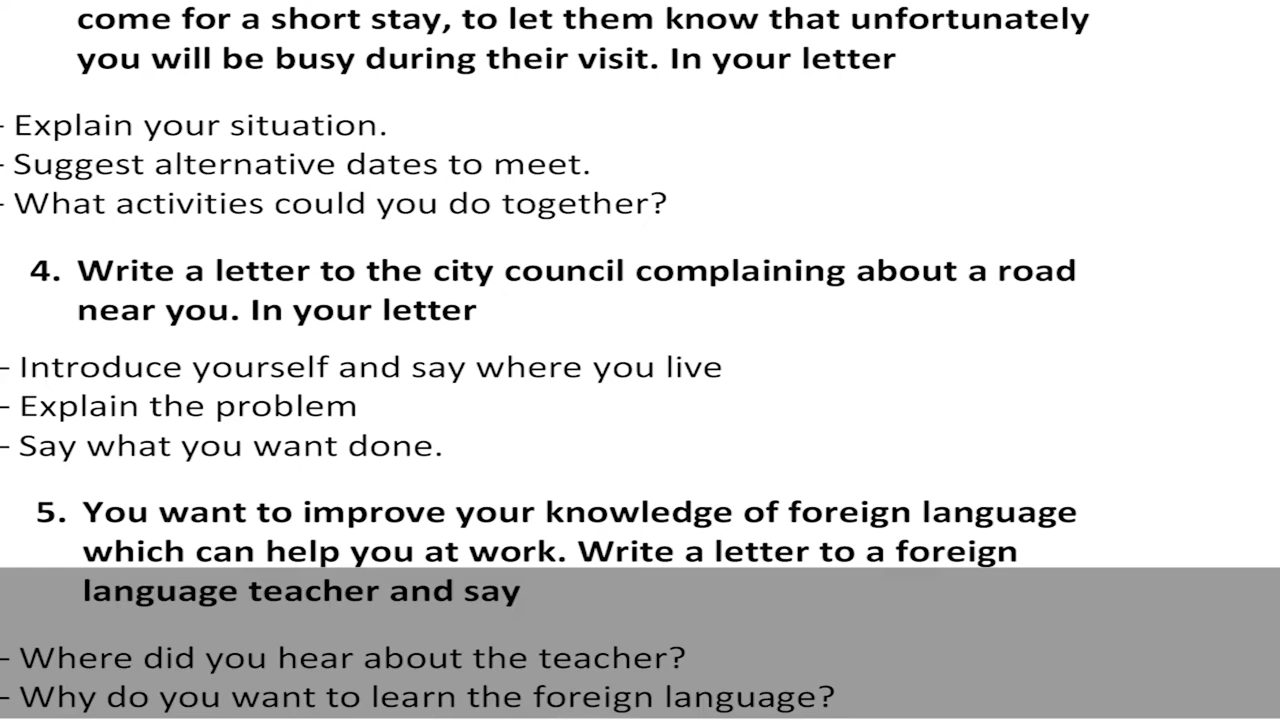 come for a short stay, to let them know that unfortunately
you will be busy during their visit. In your letter
- Explain your situation.
- Suggest alternative dates to meet.
- What activities could you do together?
4. Write a letter to the city council complaining about a road
near you. In your letter
- Introduce yourself and say where you live
- Explain the problem
- Say what you want done.
5. You want to improve your knowledge of foreign language
which can help you at work. Write a letter to a foreign
language teacher and say
- Where did you hear about the teacher?
- Why do you want to learn the foreign language?